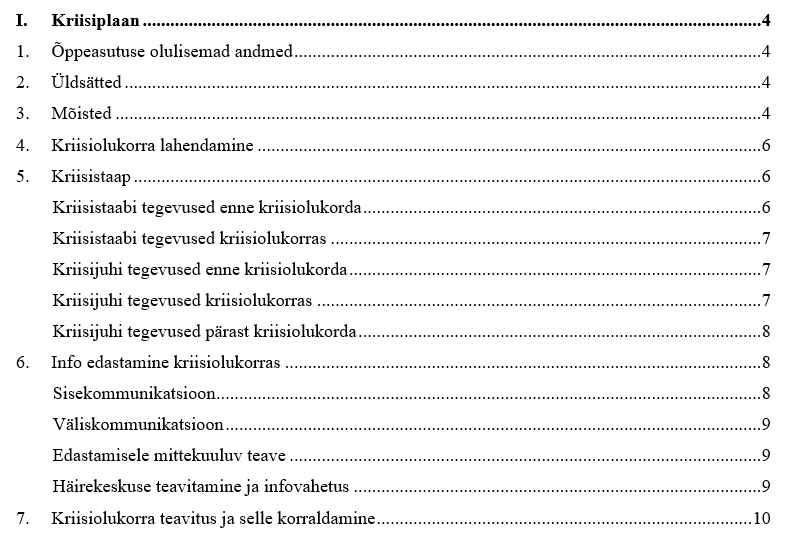 I. Kriisiplaan ........ 4
1. Õppeasutuse olulisemad andmed ........ 4
2. Üldsätted ........ 4
3. Mõisted ........ 4
4. Kriisiolukorra lahendamine ........ 6
5. Kriisistaap ........ 6
Kriisistaabi tegevused enne kriisiolukorda ........ 6
Kriisistaabi tegevused kriisiolukorras ........ 7
Kriisijuhi tegevused enne kriisiolukorda ........ 7
Kriisijuhi tegevused kriisiolukorras ........ 7
Kriisijuhi tegevused pärast kriisiolukorda ........ 8
6. Info edastamine kriisiolukorras ........ 8
Sisekommunikatsioon ........ 8
Väliskommunikatsioon ........ 9
Edastamisele mittekuuluv teave ........ 9
Häirekeskuse teavitamine ja infovahetus ........ 9
7. Kriisiolukorra teavitus ja selle korraldamine ........ 10